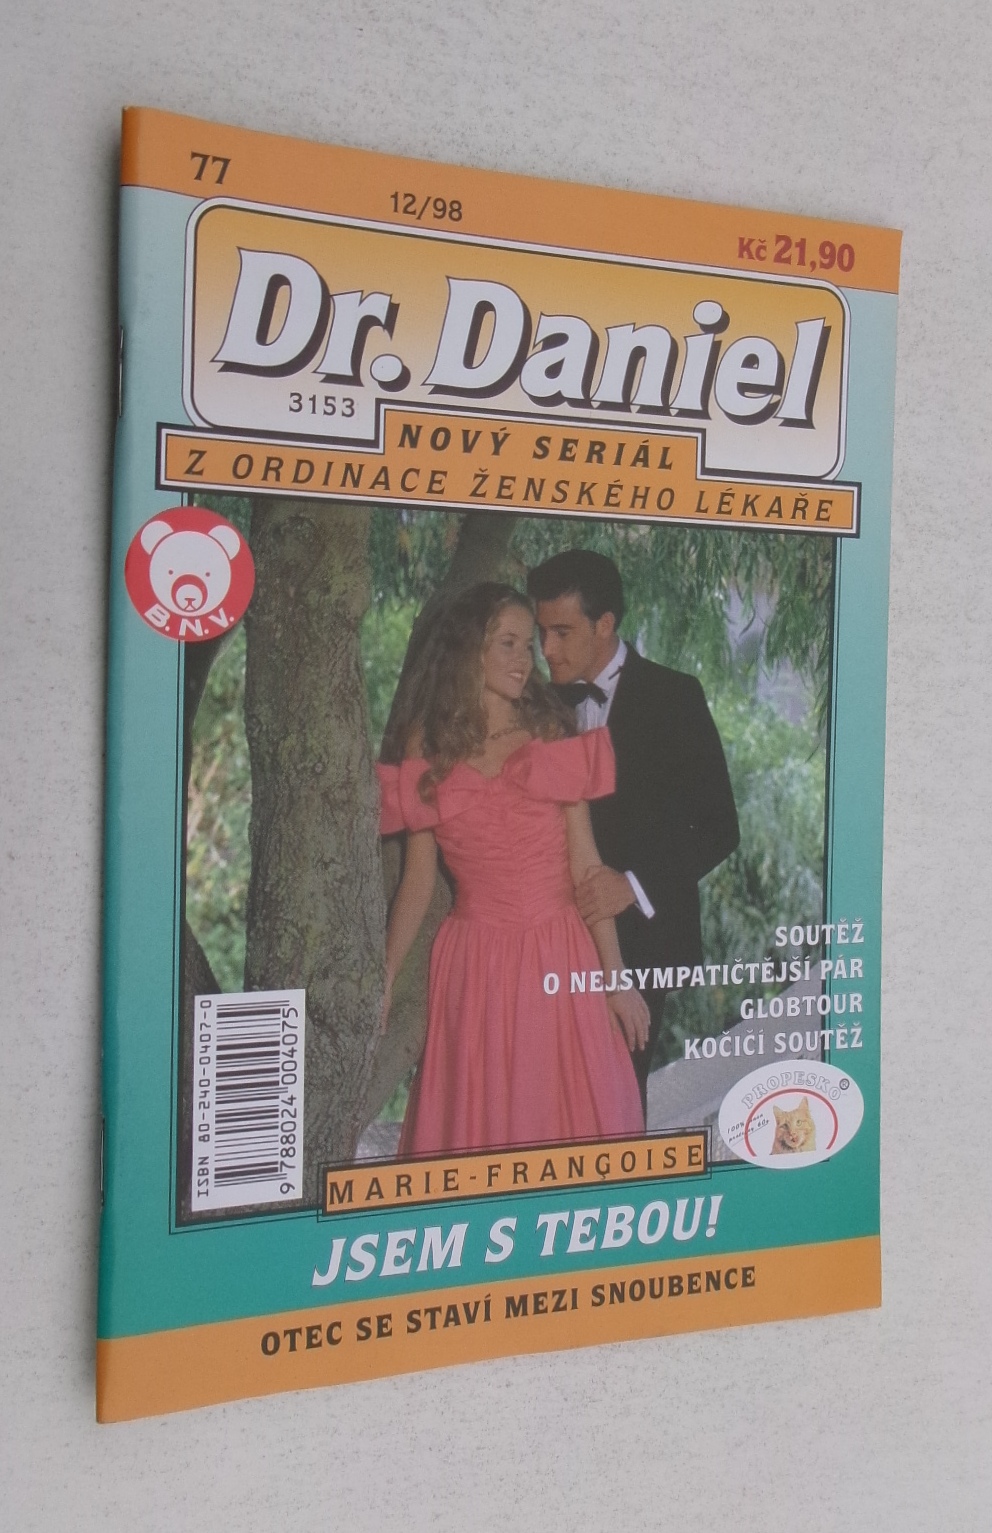 77
12/98
Kč 21,90
Dr. Daniel
3153
NOVÝ SERIÁL
Z ORDINACE ŽENSKÉHO LÉKAŘE
B. N. V.
SOUTĚŽ
O NEJSYMPATIČTĚJŠÍ PÁR
GLOBTOUR
KOČIČÍ SOUTĚŽ
PROPESKO®
100%
ISBN 80-240-0407-0
9 788024 004075
MARIE-FRANÇOISE
JSEM S TEBOU!
OTEC SE STAVÍ MEZI SNOUBENCE